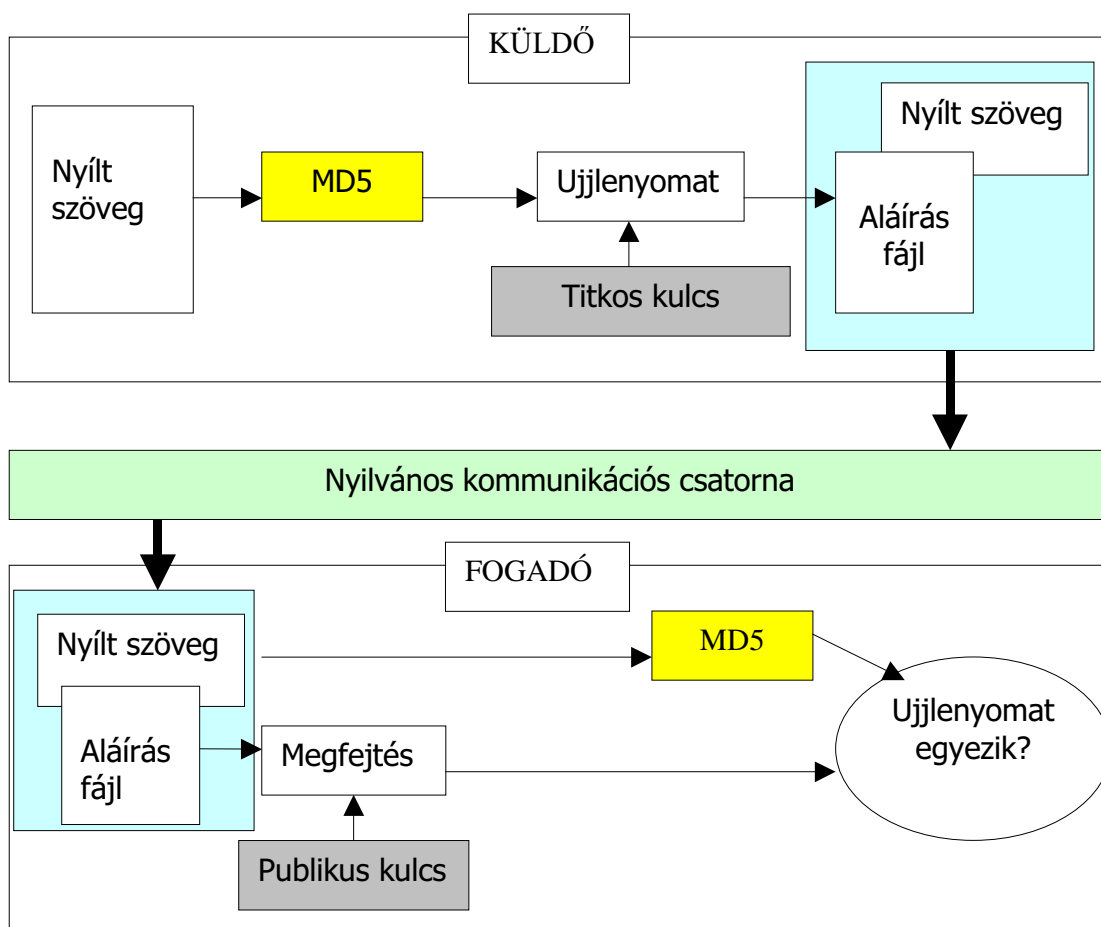 KÜLDŐ
Nyílt
szöveg
MD5
Ujjlenyomat
Nyílt szöveg
Aláírás
fájl
Titkos kulcs
Nyilvános kommunikációs csatorna
FOGADÓ
Nyílt szöveg
MD5
Aláírás
fájl
Megfejtés
Ujjlenyomat
egyezik?
Publikus kulcs